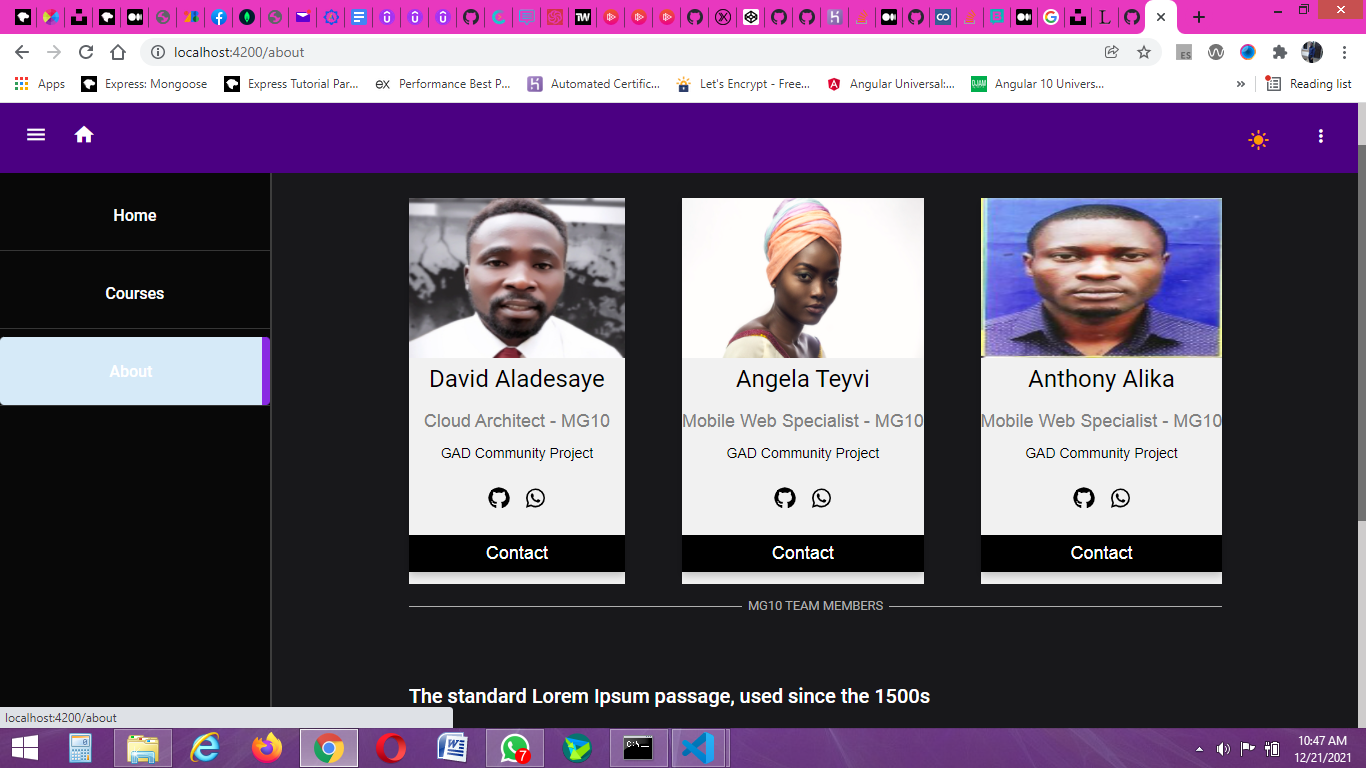 localhost:4200/about
Apps
Express: Mongoose
Express Tutorial Par...
ex
Performance Best P...
Automated Certific...
Let's Encrypt - Free...
Angular Universal:...
Angular 10 Univers...
»
Reading list
Home
Courses
About
David Aladesaye
Cloud Architect - MG10
GAD Community Project
Contact
Angela Teyvi
Mobile Web Specialist - MG10
GAD Community Project
Contact
Anthony Alika
Mobile Web Specialist - MG10
GAD Community Project
Contact
MG10 TEAM MEMBERS
The standard Lorem Ipsum passage, used since the 1500s
localhost:4200/about
7
10:47 AM
12/21/2021